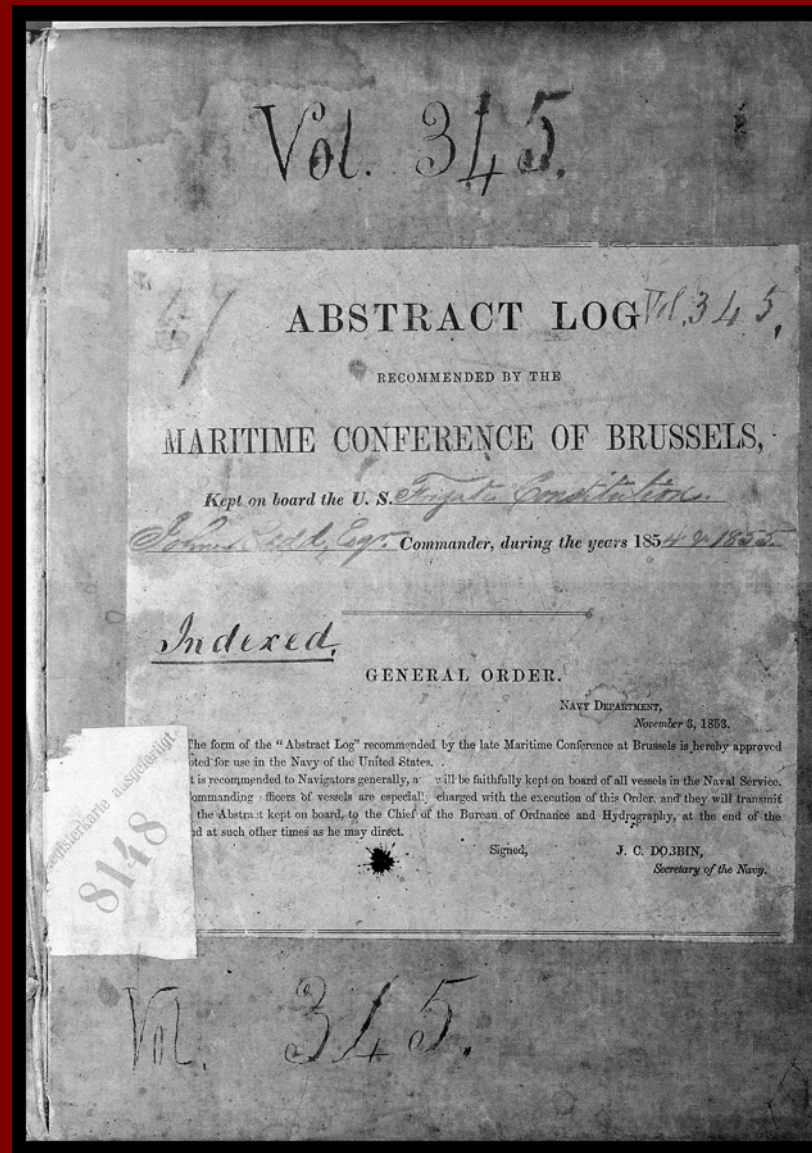 Vol. 345.
Vol. 345,
ABSTRACT LOG
RECOMMENDED BY THE
MARITIME CONFERENCE OF BRUSSELS,
Kept on board the U. S. Frigate Constitution.
John Rudd, Esqr. Commander, during the years 1854 & 1855.
Indexed.
GENERAL ORDER.
NAVY DEPARTMENT,
November 3, 1853.
The form of the "Abstract Log" recommended by the late Maritime Conference at Brussels is hereby approved
for use in the Navy of the United States.
t is recommended to Navigators generally, a will be faithfully kept on board of all vessels in the Naval Service.
ommanding officers of vessels are especially charged with the execution of this Order, and they will transmit
the Abstract kept on board, to the Chief of the Bureau of Ordnance and Hydrography, at the end of the
d at such other times as he may direct.
Signed,
J. C. DOBBIN,
Secretary of the Navy.
ausgefertigt
8148
Vol. 345.